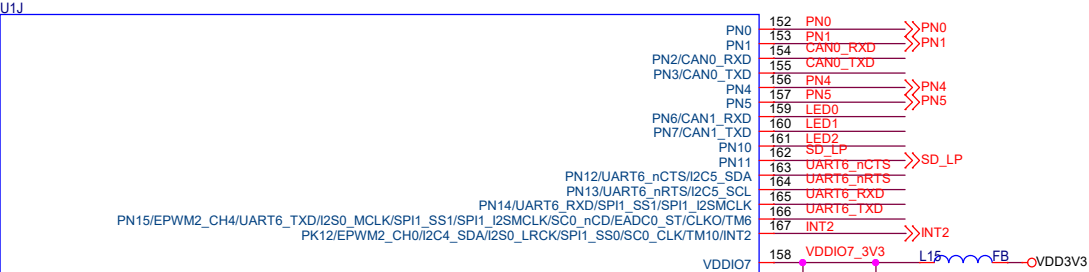 U1J
PN0 152 PN0 PN0
PN1 153 PN1 PN1
PN2/CAN0_RXD 154 CAN0_RXD
PN3/CAN0_TXD 155 CAN0_TXD
PN4 156 PN4 PN4
PN5 157 PN5 PN5
PN6/CAN1_RXD 159 LED0
PN7/CAN1_TXD 160 LED1
PN10 161 LED2
PN11 162 SD_LP SD_LP
PN12/UART6_nCTS/I2C5_SDA 163 UART6_nCTS
PN13/UART6_nRTS/I2C5_SCL 164 UART6_nRTS
PN14/UART6_RXD/SPI1_SS1/SPI1_I2SMCLK 165 UART6_RXD
PN15/EPWM2_CH4/UART6_TXD/I2S0_MCLK/SPI1_SS1/SPI1_I2SMCLK/SC0_nCD/EADC0_ST/CLKO/TM6 166 UART6_TXD
PK12/EPWM2_CH0/I2C4_SDA/I2S0_LRCK/SPI1_SS0/SC0_CLK/TM10/INT2 167 INT2 INT2
VDDIO7 158 VDDIO7_3V3 L15 FB VDD3V3